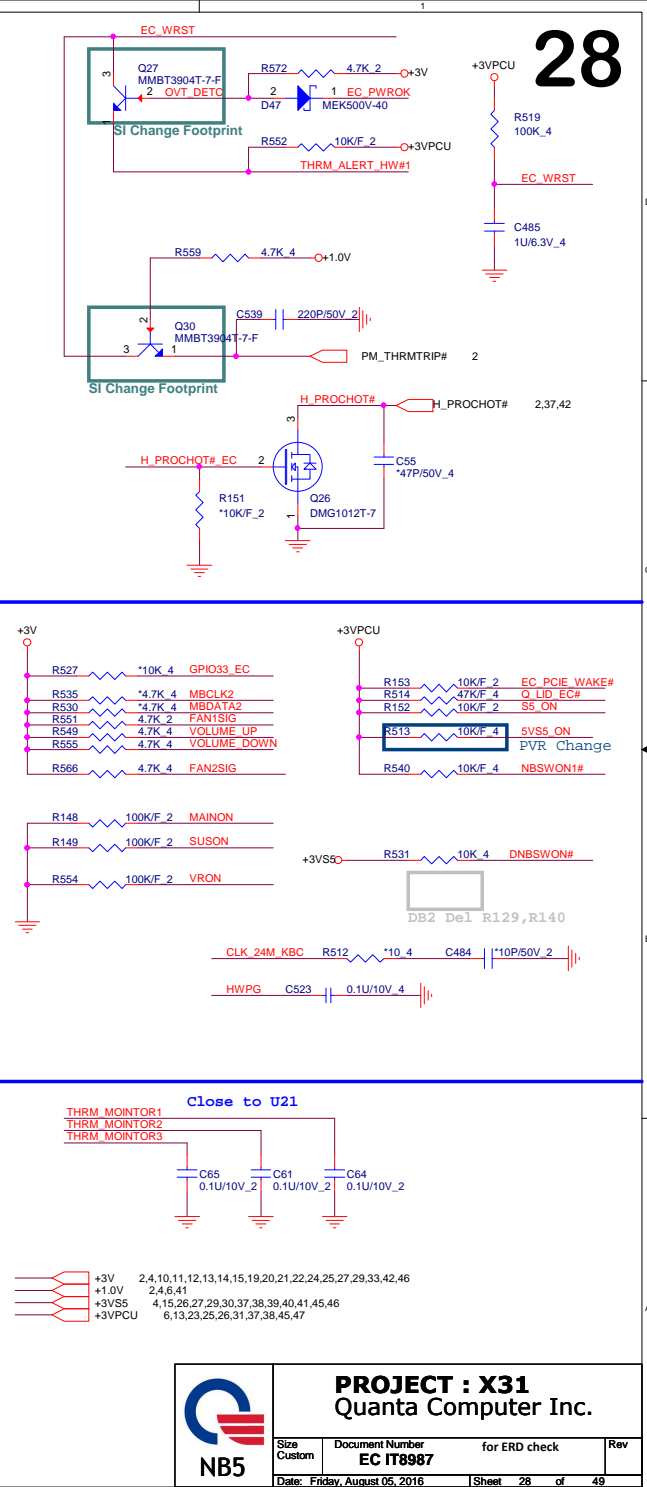 1
EC_WRST
28
Q27
MMBT3904T-7-F
3
2
1
OVT_DETC
SI Change Footprint
R572
4.7K_2
+3V
2
1
EC_PWROK
D47
MEK500V-40
R552
10K/F_2
+3VPCU
THRM_ALERT_HW#1
+3VPCU
R519
100K_4
EC_WRST
C485
1U/6.3V_4
D
R559
4.7K_4
+1.0V
2
Q30
MMBT3904T-7-F
3
1
SI Change Footprint
C539
220P/50V_2
PM_THRMTRIP#
2
H_PROCHOT#
H_PROCHOT#
2,37,42
3
H_PROCHOT#_EC
2
1
C55
*47P/50V_4
R151
*10K/F_2
Q26
DMG1012T-7
C
+3V
R527
*10K_4
GPIO33_EC
R535
*4.7K_4
MBCLK2
R530
*4.7K_4
MBDATA2
R551
4.7K_2
FAN1SIG
R549
4.7K_4
VOLUME_UP
R555
4.7K_4
VOLUME_DOWN
R566
4.7K_4
FAN2SIG
+3VPCU
R153
10K/F_2
EC_PCIE_WAKE#
R514
47K/F_4
Q_LID_EC#
R152
10K/F_2
S5_ON
R513
10K/F_4
5VS5_ON
PVR Change
R540
10K/F_4
NBSWON1#
R148
100K/F_2
MAINON
R149
100K/F_2
SUSON
R554
100K/F_2
VRON
+3VS5
R531
10K_4
DNBSWON#
DB2 Del R129,R140
B
CLK_24M_KBC
R512
*10_4
C484
*10P/50V_2
HWPG
C523
0.1U/10V_4
Close to U21
THRM_MOINTOR1
THRM_MOINTOR2
THRM_MOINTOR3
C65
0.1U/10V_2
C61
0.1U/10V_2
C64
0.1U/10V_2
+3V
2,4,10,11,12,13,14,15,19,20,21,22,24,25,27,29,33,42,46
+1.0V
2,4,6,41
+3VS5
4,15,26,27,29,30,37,38,39,40,41,45,46
+3VPCU
6,13,23,25,26,31,37,38,45,47
A
NB5
PROJECT : X31
Quanta Computer Inc.
Size
Custom
Document Number
EC IT8987
for ERD check
Rev
Date: Friday, August 05, 2016
Sheet 28 of 49